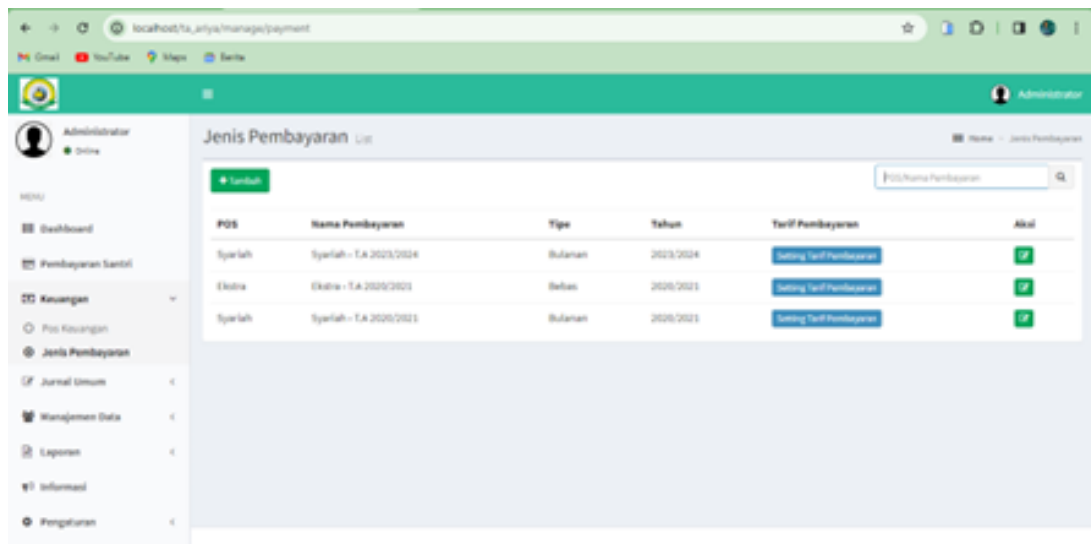 localhost/ta_ariya/manage/payment
Gmail YouTube Maps Berita
Administrator
Administrator
Online
Jenis Pembayaran List
Home Jenis Pembayaran
MENU
Dashboard
Pembayaran Santri
Keuangan
Pos Keuangan
Jenis Pembayaran
Jurnal Umum
Manajemen Data
Laporan
Informasi
Pengaturan
+ Tambah
POS/Nama Pembayaran
POS Nama Pembayaran Tipe Tahun Tarif Pembayaran Aksi
Syariah Syariah - T.A 2023/2024 Bulanan 2023/2024 Setting Tarif Pembayaran
Ekstra Ekstra - T.A 2020/2021 Bebas 2020/2021 Setting Tarif Pembayaran
Syariah Syariah - T.A 2020/2021 Bulanan 2020/2021 Setting Tarif Pembayaran